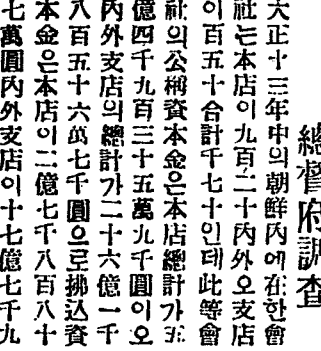 總督府調査
大正十三年中의朝鮮內에在한會
社는本店이九百二十內外오支店
이百五十合計千七十인데此等會
社의公稱資本金은本店總計가
億四千九百三十五萬九千圓이오
內外支店의總計가二十六億一千
八百五十六萬七千圓으로拂込資
本金은本店이二億七千八百八十
七萬圓內外支店이十七億七千九